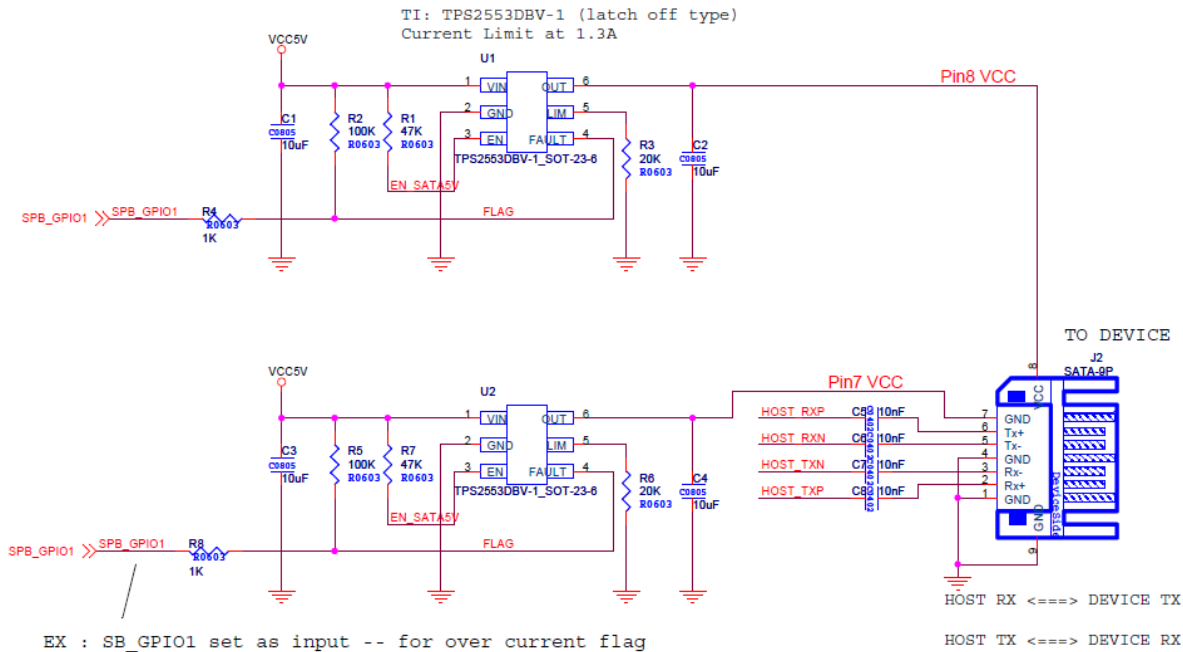 TI: TPS2553DBV-1 (latch off type)
Current Limit at 1.3A
VCC5V
U1
Pin8 VCC
1 VIN OUT 6
2 GND LIM 5
3 EN FAULT 4
TPS2553DBV-1_SOT-23-6
C1
C0805
10uF
R2
100K
R0603
R1
47K
R0603
R3
20K
R0603
C2
C0805
10uF
EN_SATA5V
SPB_GPIO1
SPB_GPIO1
R4
R0603
1K
FLAG
TO DEVICE
J2
SATA-9P
VCC5V
U2
Pin7 VCC
1 VIN OUT 6
2 GND LIM 5
3 EN FAULT 4
TPS2553DBV-1_SOT-23-6
C3
C0805
10uF
R5
100K
R0603
R7
47K
R0603
R6
20K
R0603
C4
C0805
10uF
EN_SATA5V
SPB_GPIO1
SPB_GPIO1
R8
R0603
1K
FLAG
HOST_RXP C5 10nF
HOST_RXN C6 10nF
HOST_TXN C7 10nF
HOST_TXP C8 10nF
8
VCC
7 GND
6 Tx+
5 Tx-
4 GND
3 Rx-
2 Rx+
1 GND
Deviceside
GND
9
HOST RX <===> DEVICE TX
HOST TX <===> DEVICE RX
EX : SB_GPIO1 set as input -- for over current flag